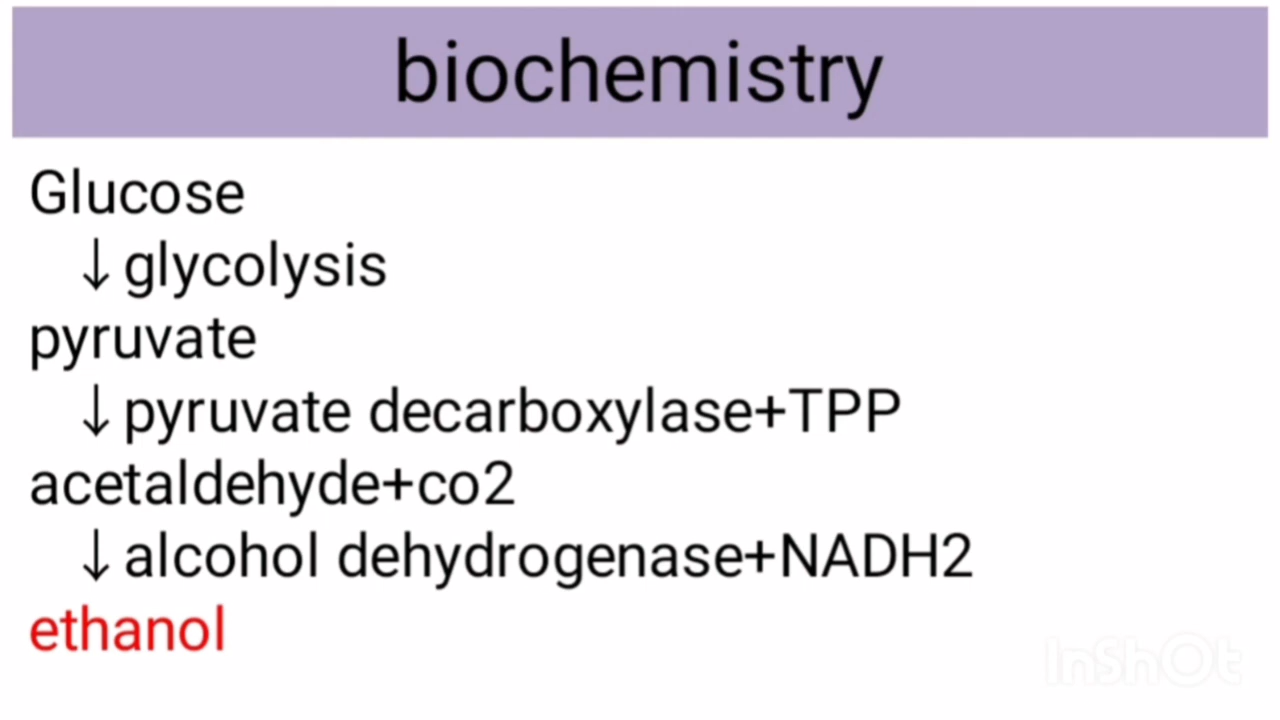 biochemistry
Glucose
↓glycolysis
pyruvate
↓pyruvate decarboxylase+TPP
acetaldehyde+co2
↓alcohol dehydrogenase+NADH2
ethanol
InShOt